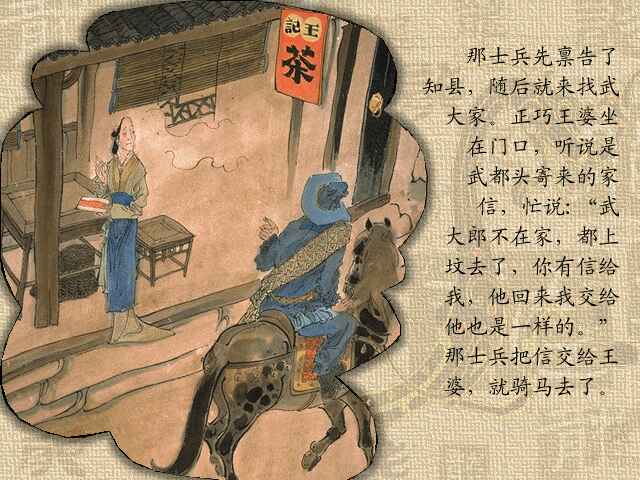 王记
茶
那士兵先禀告了
知县，随后就来找武
大家。正巧王婆坐
在门口，听说是
武都头寄来的家
信，忙说：“武
大郎不在家，都上
坟去了，你有信给
我，他回来我交给
他也是一样的。”
那士兵把信交给王
婆，就骑马去了。